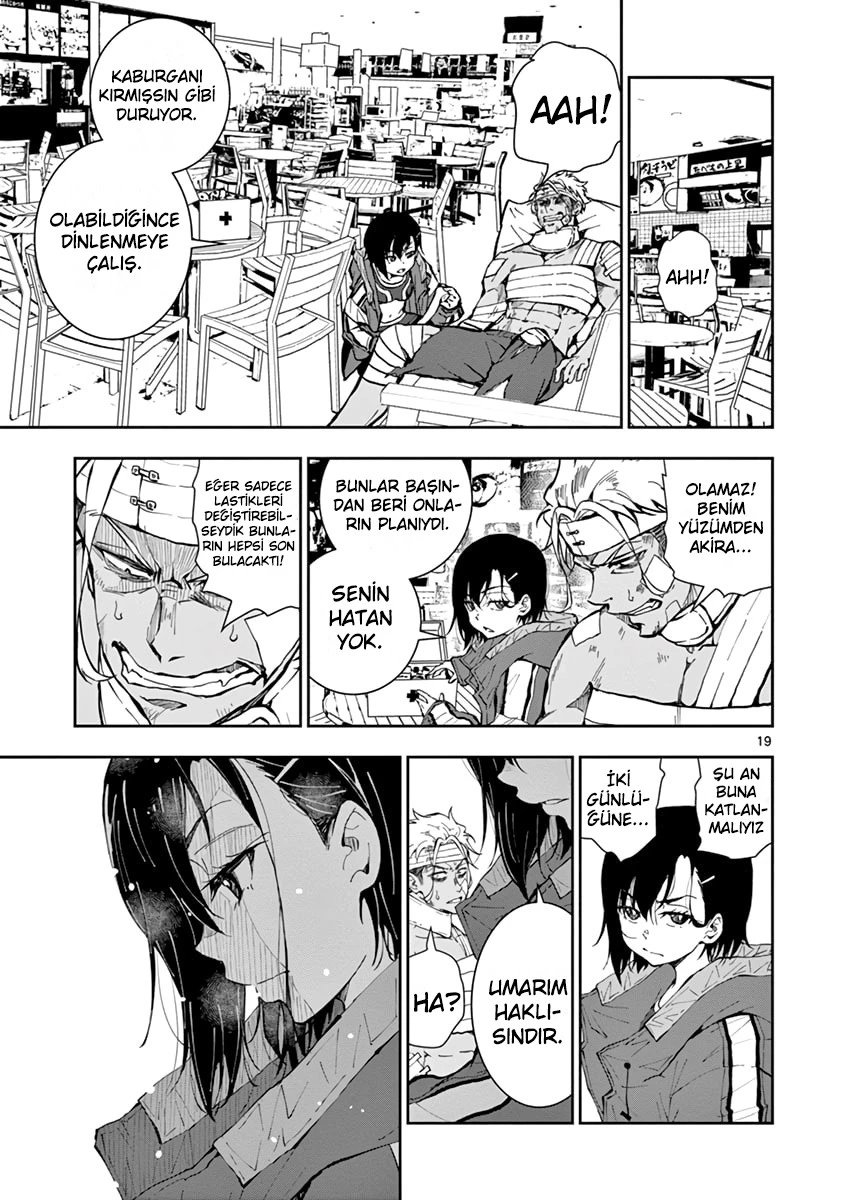 AHH!
AAH!
KABURGANI
KIRMIŞSIN GİBİ
DURUYOR.
OLABİLDİĞİNCE
DİNLENMEYE
ÇALIŞ.
OLAMAZ!
BENİM
YÜZÜMDEN
AKIRA...
BUNLAR BAŞIN-
DAN BERİ ONLA-
RIN PLANIYDI.
SENİN
HATAN
YOK.
EĞER SADECE
LASTİKLERİ
DEĞİŞTİREBİL-
SEYDİK BUNLA-
RIN HEPSİ SON
BULACAKTI!
19
ŞU AN
BUNA
KATLAN-
MALIYIZ
İKİ
GÜNLÜ-
ĞÜNE...
UMARIM
HAKLI-
SINDIR.
HA?